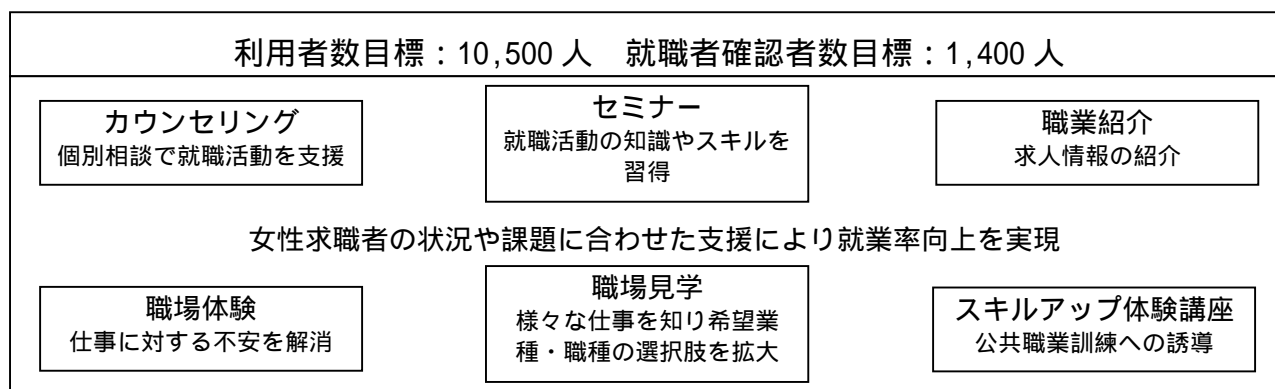 利用者数目標：10,500 人　就職者確認者数目標：1,400 人
カウンセリング
個別相談で就職活動を支援
セミナー
就職活動の知識やスキルを
習得
職業紹介
求人情報の紹介
女性求職者の状況や課題に合わせた支援により就業率向上を実現
職場体験
仕事に対する不安を解消
職場見学
様々な仕事を知り希望業
種・職種の選択肢を拡大
スキルアップ体験講座
公共職業訓練への誘導